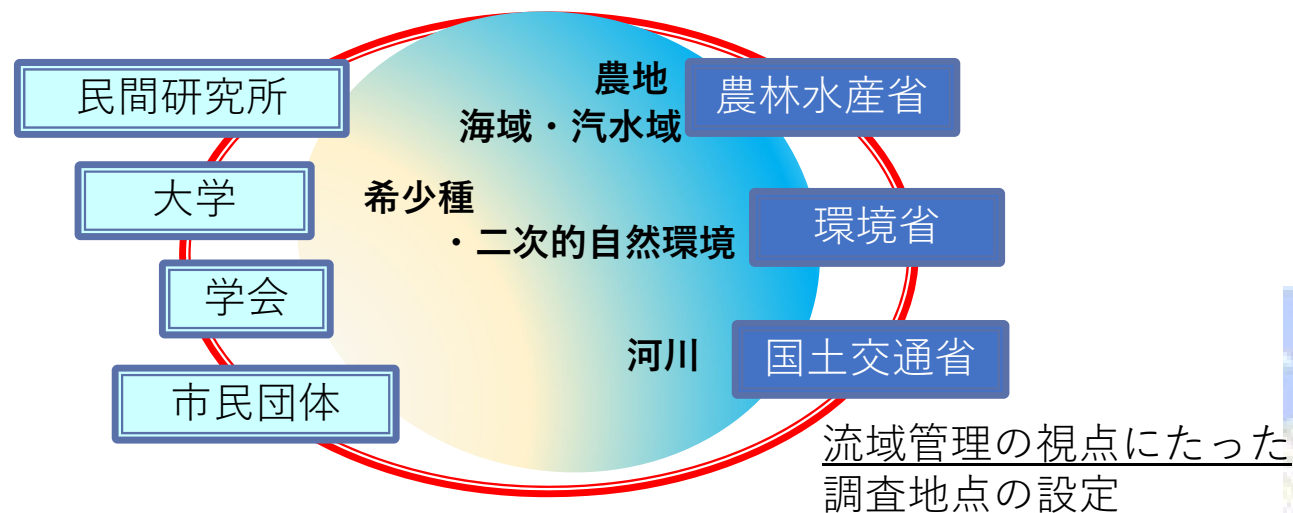 民間研究所
大学
学会
市民団体
農地
海域・汽水域
希少種
・二次的自然環境
河川
農林水産省
環境省
国土交通省
流域管理の視点にたった
調査地点の設定